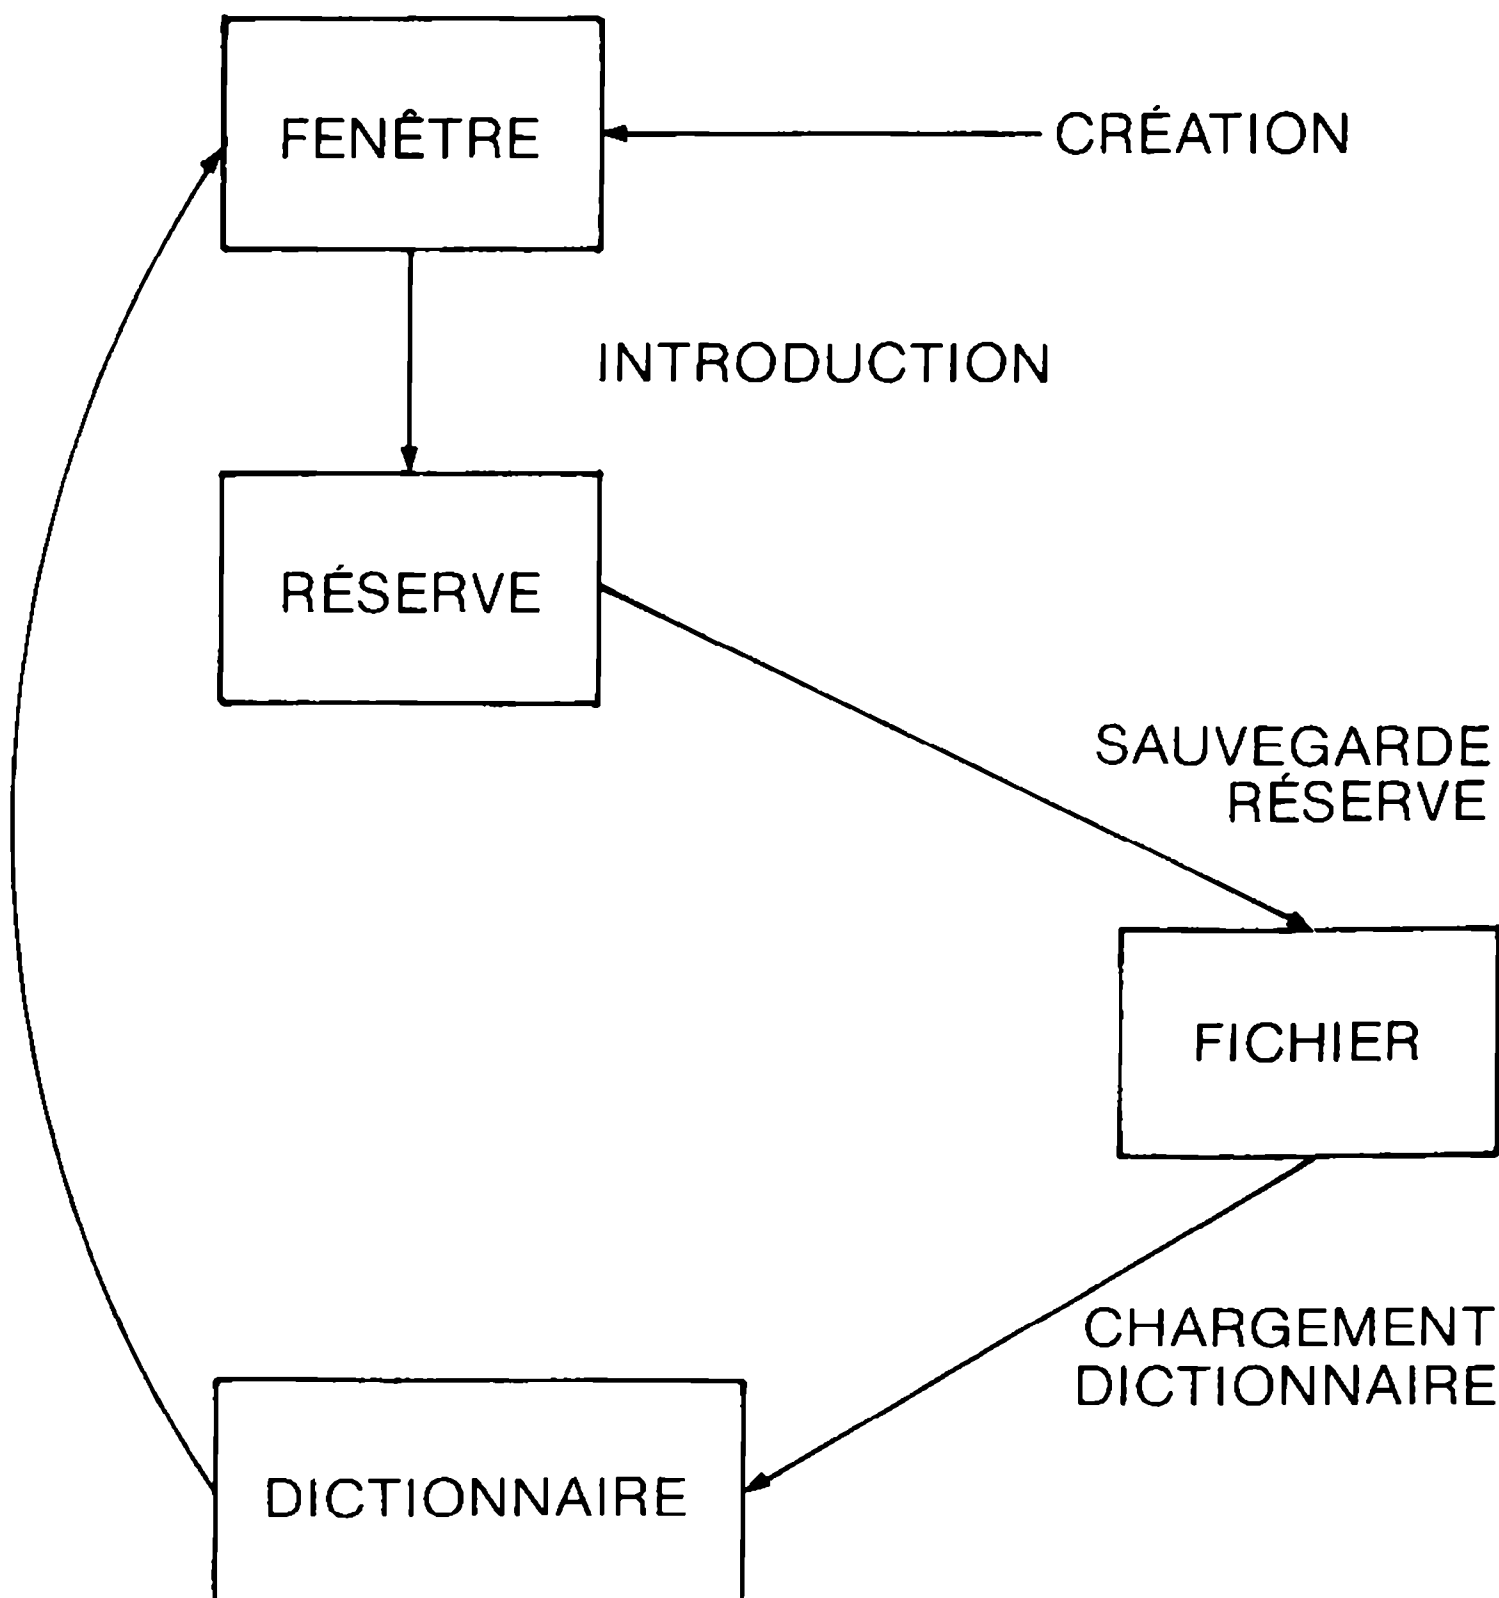 FENÊTRE
CRÉATION
INTRODUCTION
RÉSERVE
SAUVEGARDE
RÉSERVE
FICHIER
CHARGEMENT
DICTIONNAIRE
DICTIONNAIRE